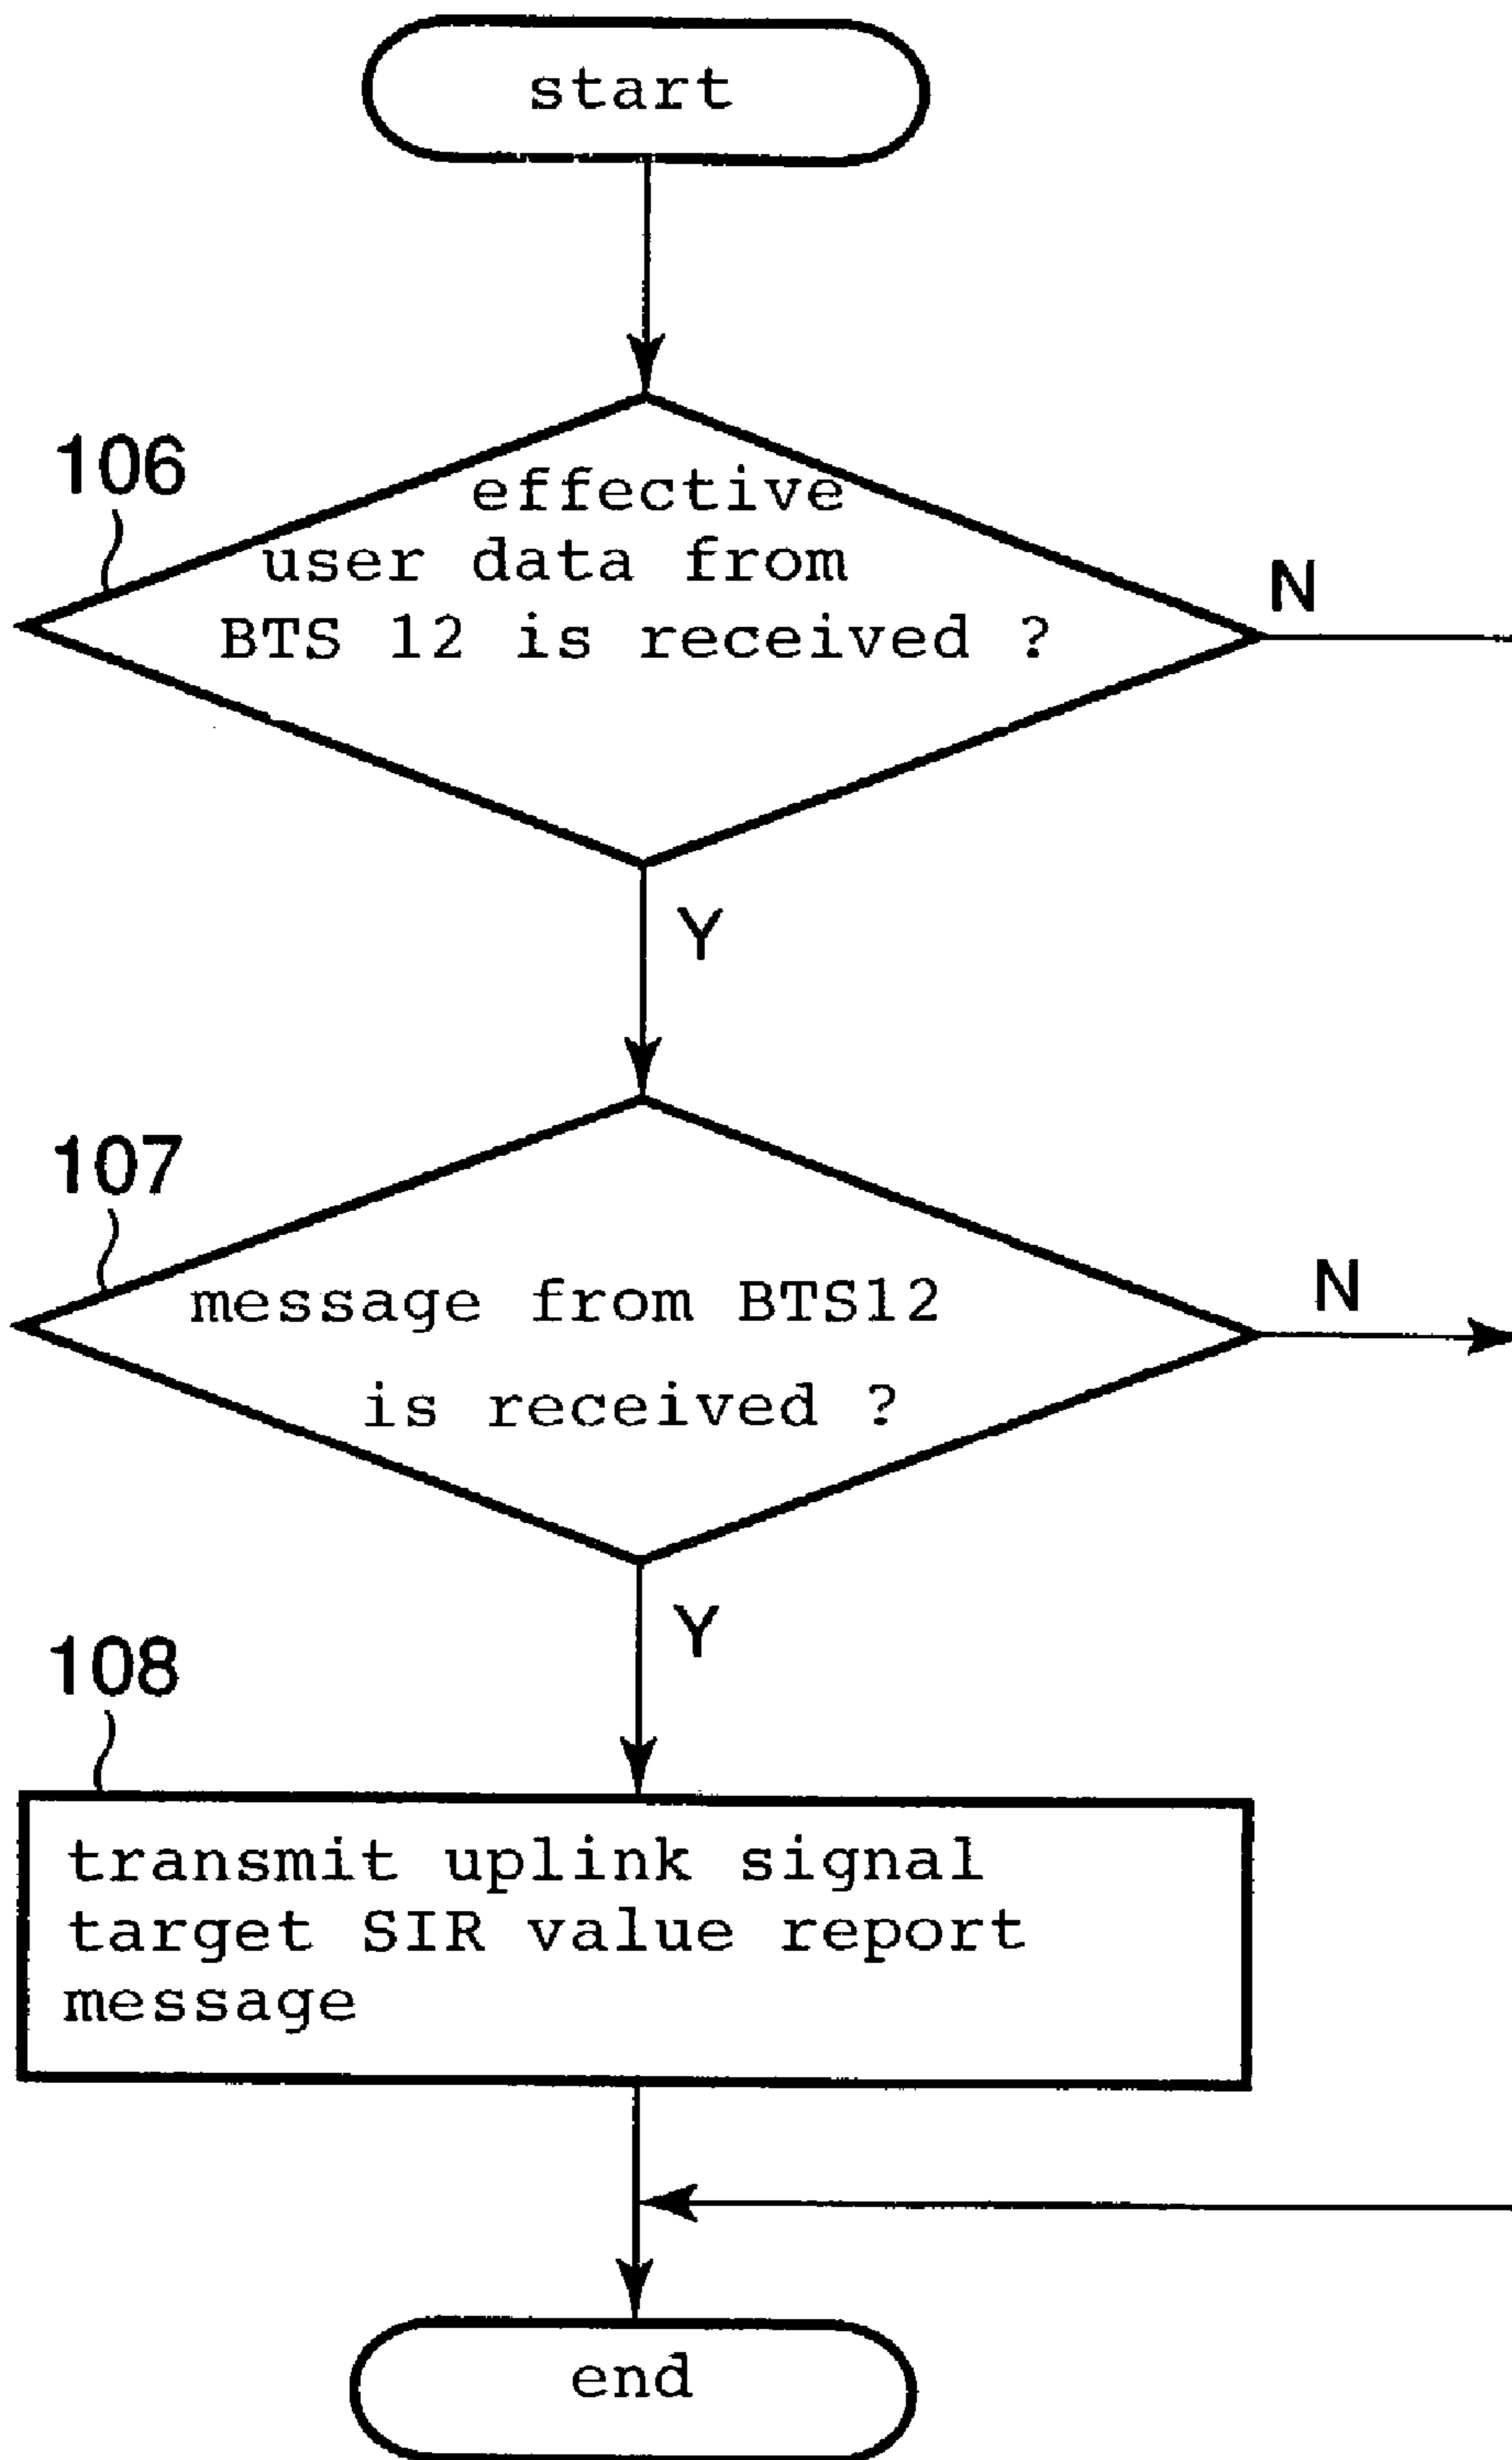 start
106
effective
user data from
BTS 12 is received ?
N
Y
107
message from BTS12
is received ?
N
Y
108
transmit uplink signal
target SIR value report
message
end